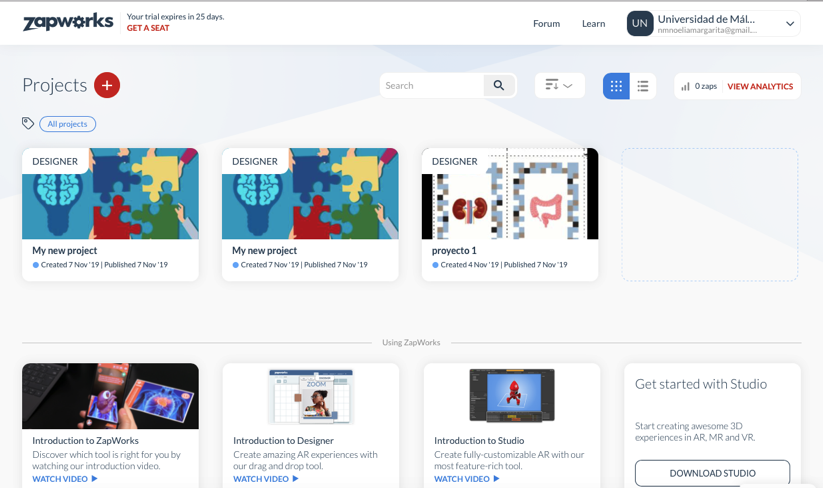 zapworks
Your trial expires in 25 days.
GET A SEAT
Forum
Learn
UN
Universidad de Mál...
nmnoeliamargarita@gmail....
Projects
Search
0 zaps
VIEW ANALYTICS
All projects
DESIGNER
My new project
Created 7 Nov '19 | Published 7 Nov '19
DESIGNER
My new project
Created 7 Nov '19 | Published 7 Nov '19
DESIGNER
proyecto 1
Created 4 Nov '19 | Published 7 Nov '19
Using ZapWorks
Introduction to ZapWorks
Discover which tool is right for you by
watching our introduction video.
WATCH VIDEO
ZOOM
Introduction to Designer
Create amazing AR experiences with
our drag and drop tool.
WATCH VIDEO
Introduction to Studio
Create fully-customizable AR with our
most feature-rich tool.
WATCH VIDEO
Get started with Studio
Start creating awesome 3D
experiences in AR, MR and VR.
DOWNLOAD STUDIO